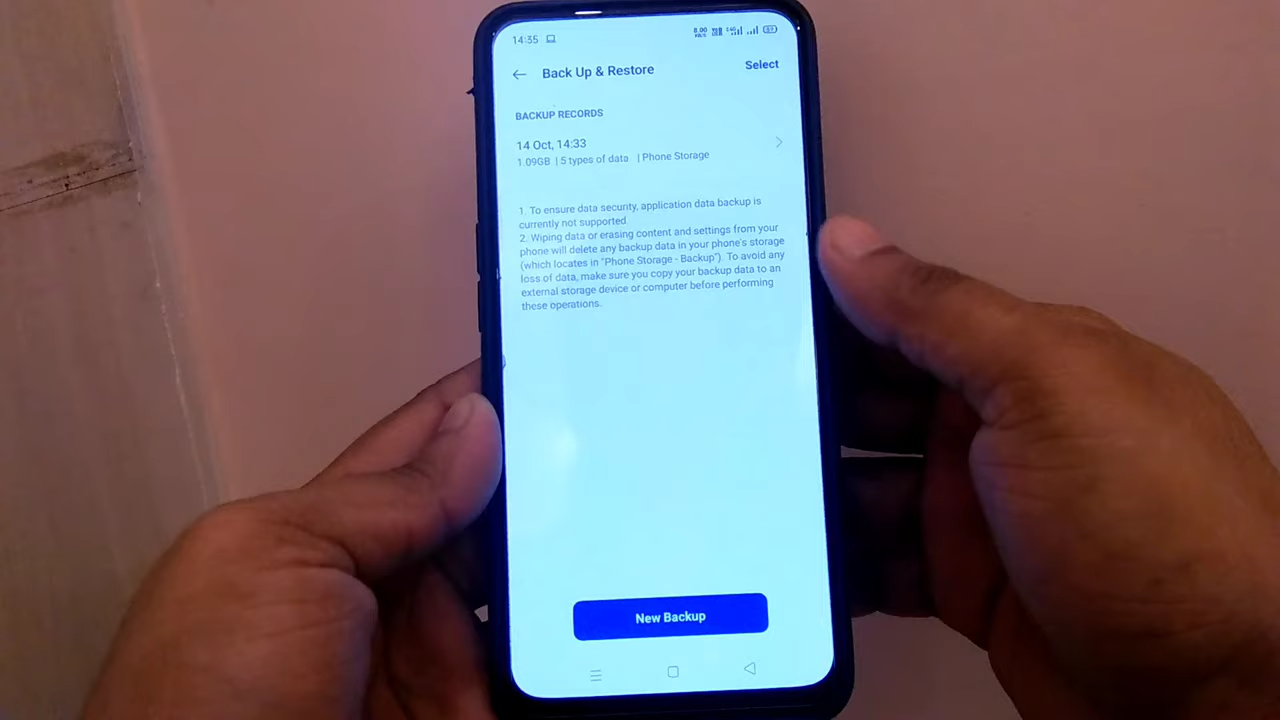 14:35
Back Up & Restore
Select
BACKUP RECORDS
14 Oct, 14:33
1.09GB | 5 types of data | Phone Storage
1. To ensure data security, application data backup is
currently not supported
2. Wiping data or erasing content and settings from your
phone will delete any backup data in your phone's storage
(which locates in "Phone Storage - Backup"). To avoid any
loss of data, make sure you copy your backup data to an
external storage device or computer before performing
these operations.
New Backup